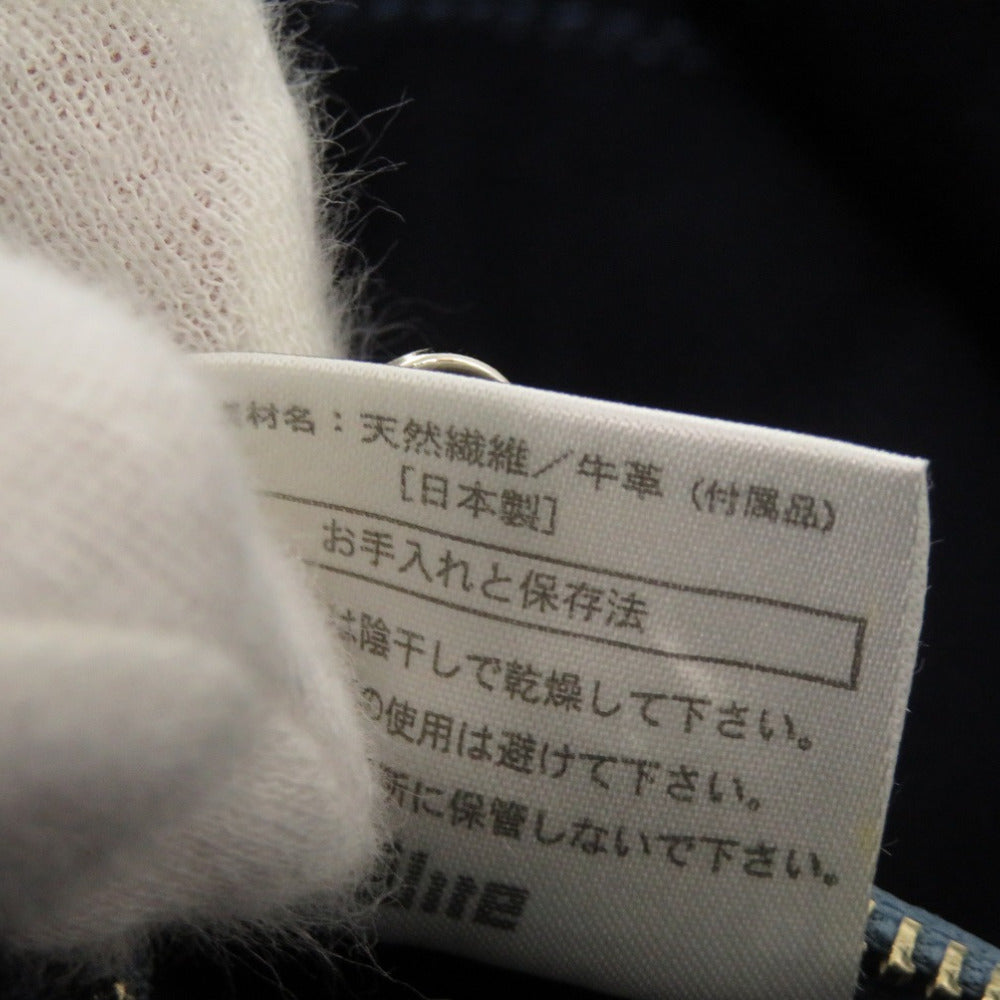 材名：天然繊維／牛革（付属品）
［日本製］
お手入れと保存法
は陰干しで乾燥して下さい。
の使用は避けて下さい。
所に保管しないで下さい。